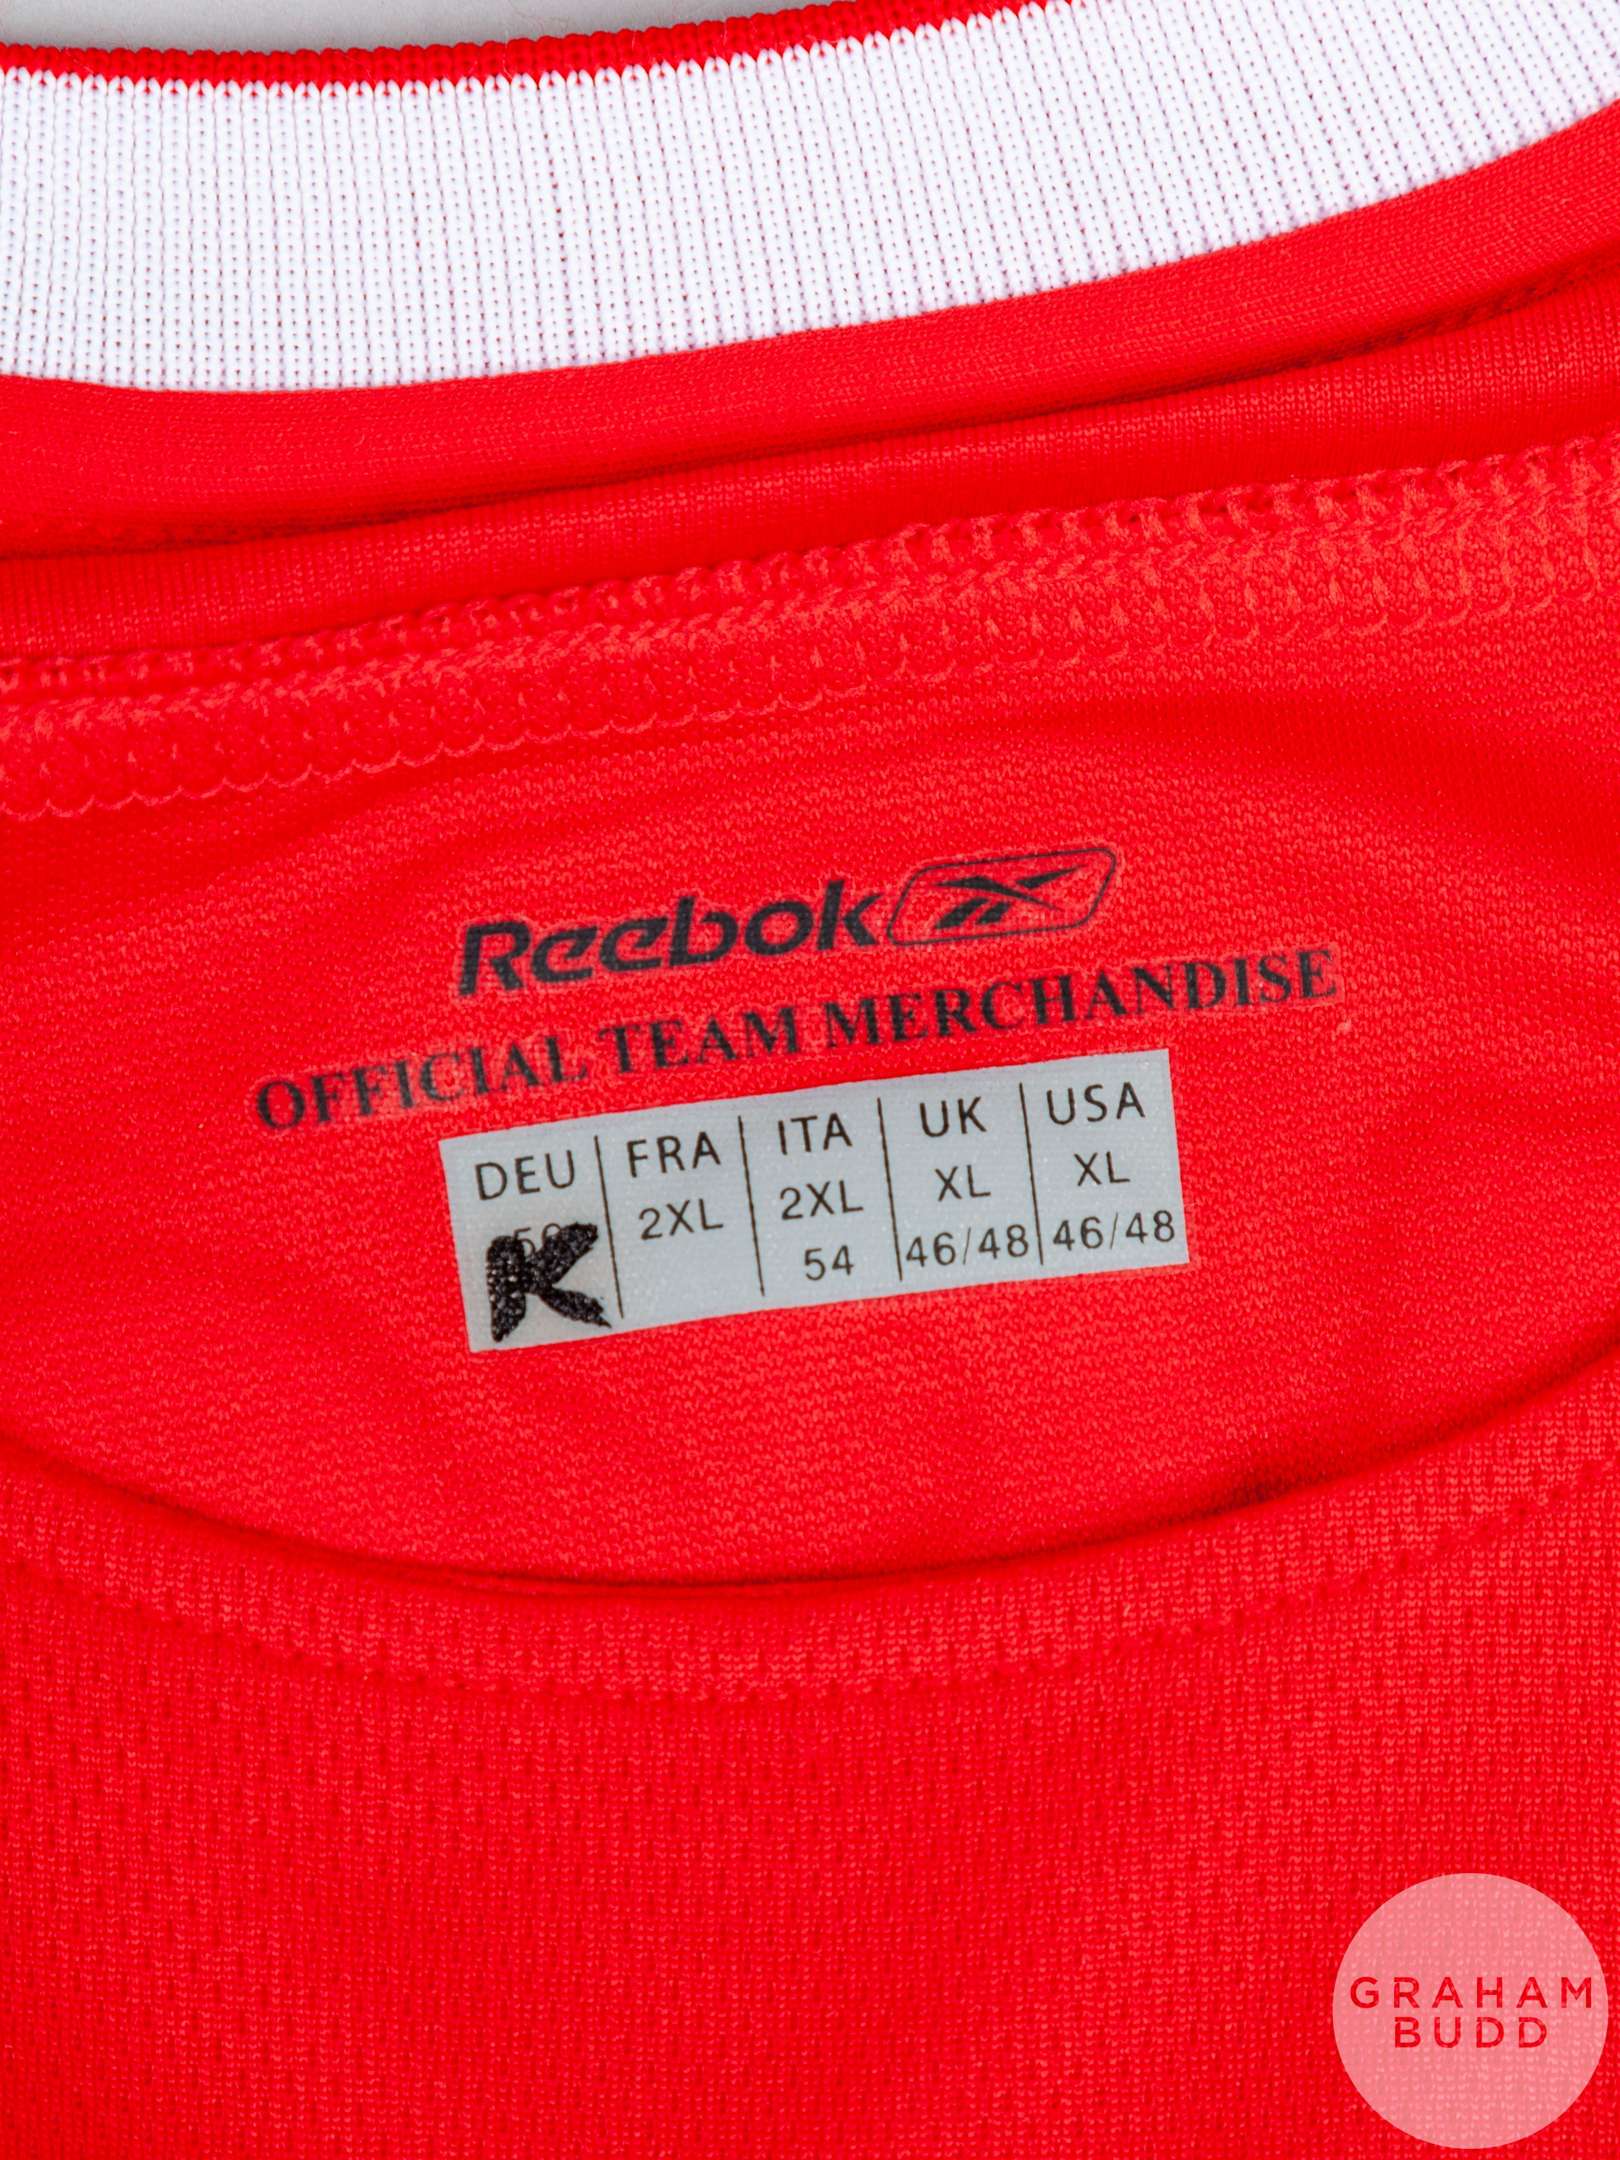 Reebok
OFFICIAL TEAM MERCHANDISE
DEU FRA ITA UK USA
2XL 2XL XL XL
54 46/48 46/48
K
GRAHAM
BUDD